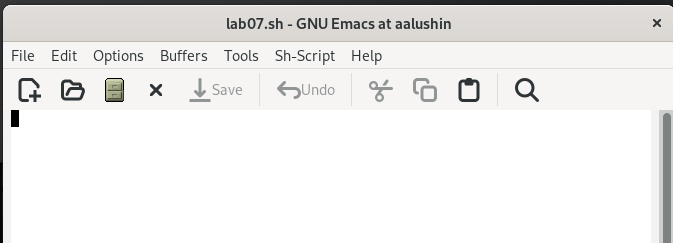 lab07.sh - GNU Emacs at aalushin
File Edit Options Buffers Tools Sh-Script Help
Save Undo